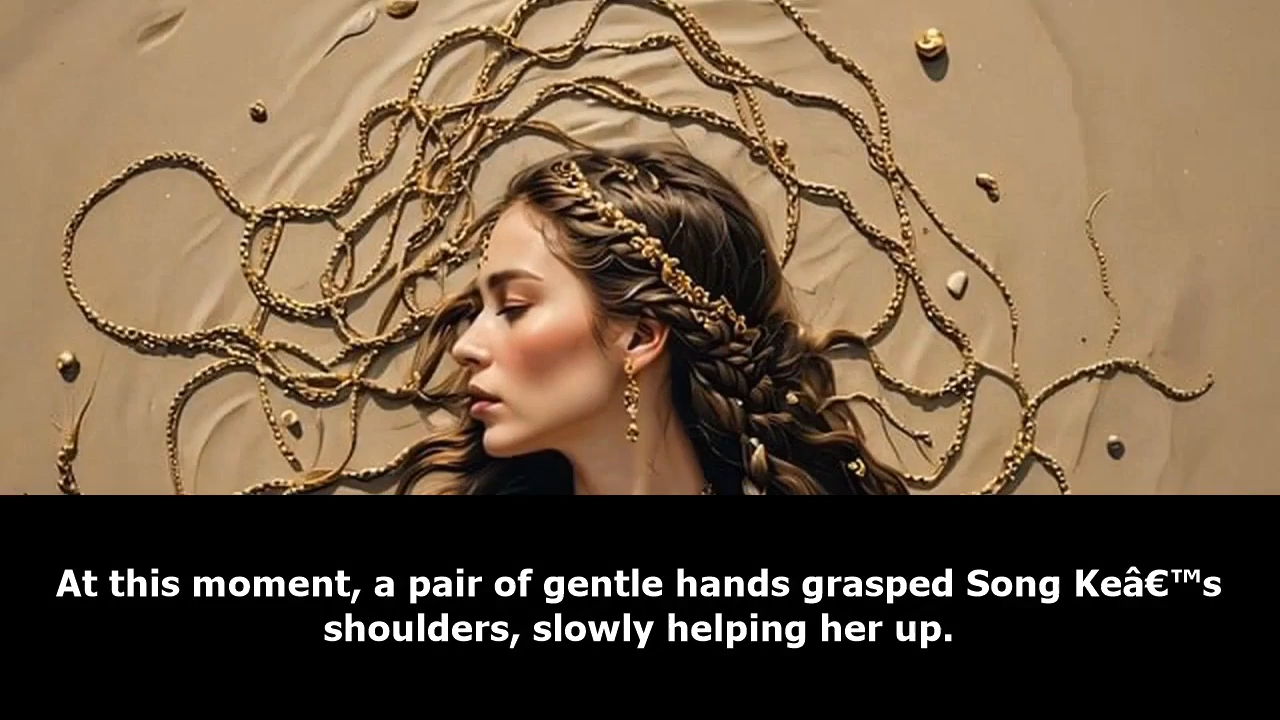 At this moment, a pair of gentle hands grasped Song Keâ€™s
shoulders, slowly helping her up.